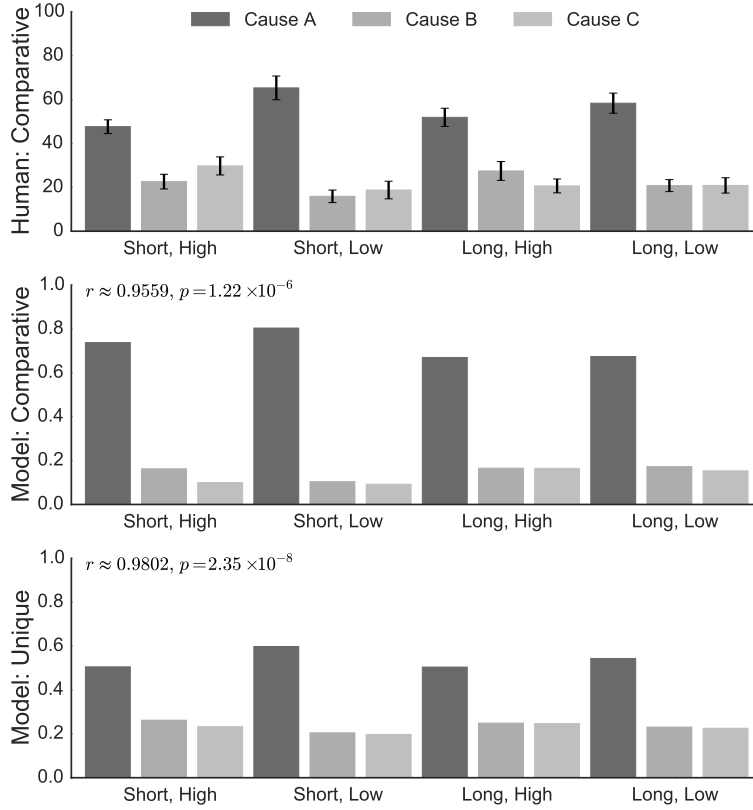 Cause A Cause B Cause C
Human: Comparative
100
80
60
40
20
0
Short, High Short, Low Long, High Long, Low
Model: Comparative
1.0
0.8
0.6
0.4
0.2
0.0
r ≈ 0.9559, p = 1.22 × 10⁻⁶
Short, High Short, Low Long, High Long, Low
Model: Unique
1.0
0.8
0.6
0.4
0.2
0.0
r ≈ 0.9802, p = 2.35 × 10⁻⁸
Short, High Short, Low Long, High Long, Low